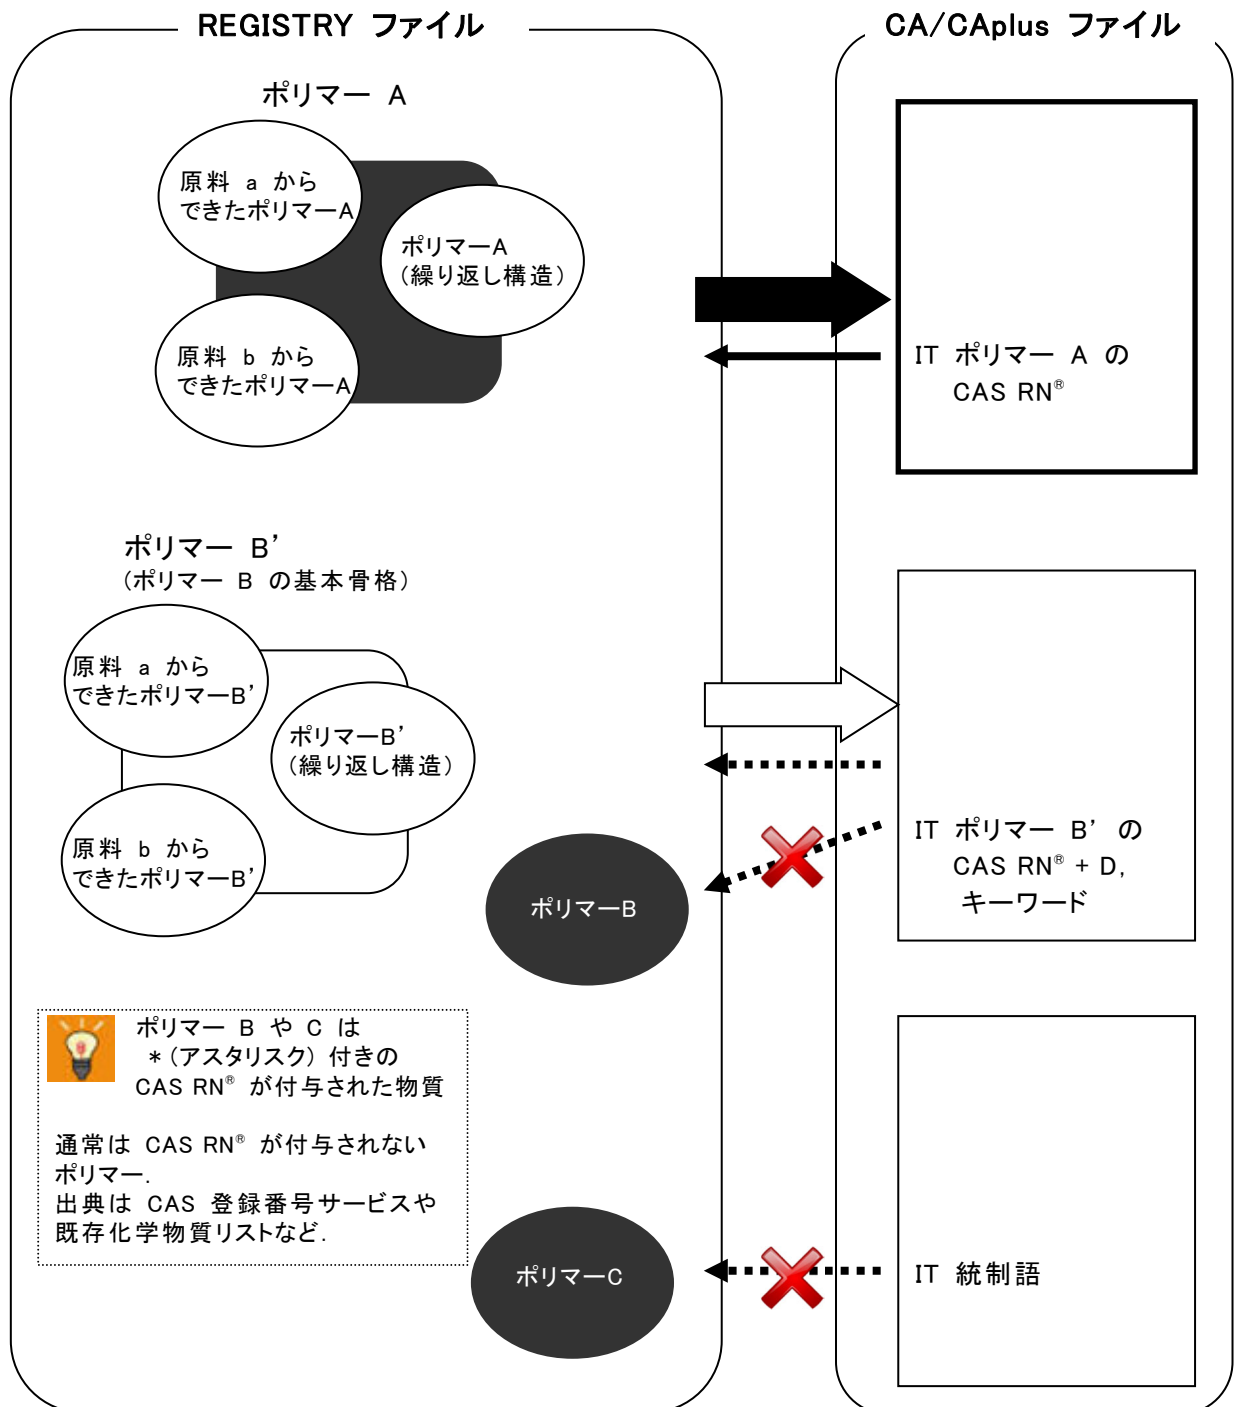 REGISTRY ファイル
CA/CAplus ファイル
ポリマー A
原料 a から
できたポリマーA
ポリマーA
(繰り返し構造)
原料 b から
できたポリマーA
IT ポリマー A の
CAS RN®
ポリマー B’
(ポリマー B の基本骨格)
原料 a から
できたポリマーB’
ポリマーB’
(繰り返し構造)
原料 b から
できたポリマーB’
ポリマーB
IT ポリマー B’ の
CAS RN® + D,
キーワード
ポリマー B や C は
*(アスタリスク) 付きの
CAS RN® が付与された物質
通常は CAS RN® が付与されない
ポリマー.
出典は CAS 登録番号サービスや
既存化学物質リストなど.
ポリマーC
IT 統制語